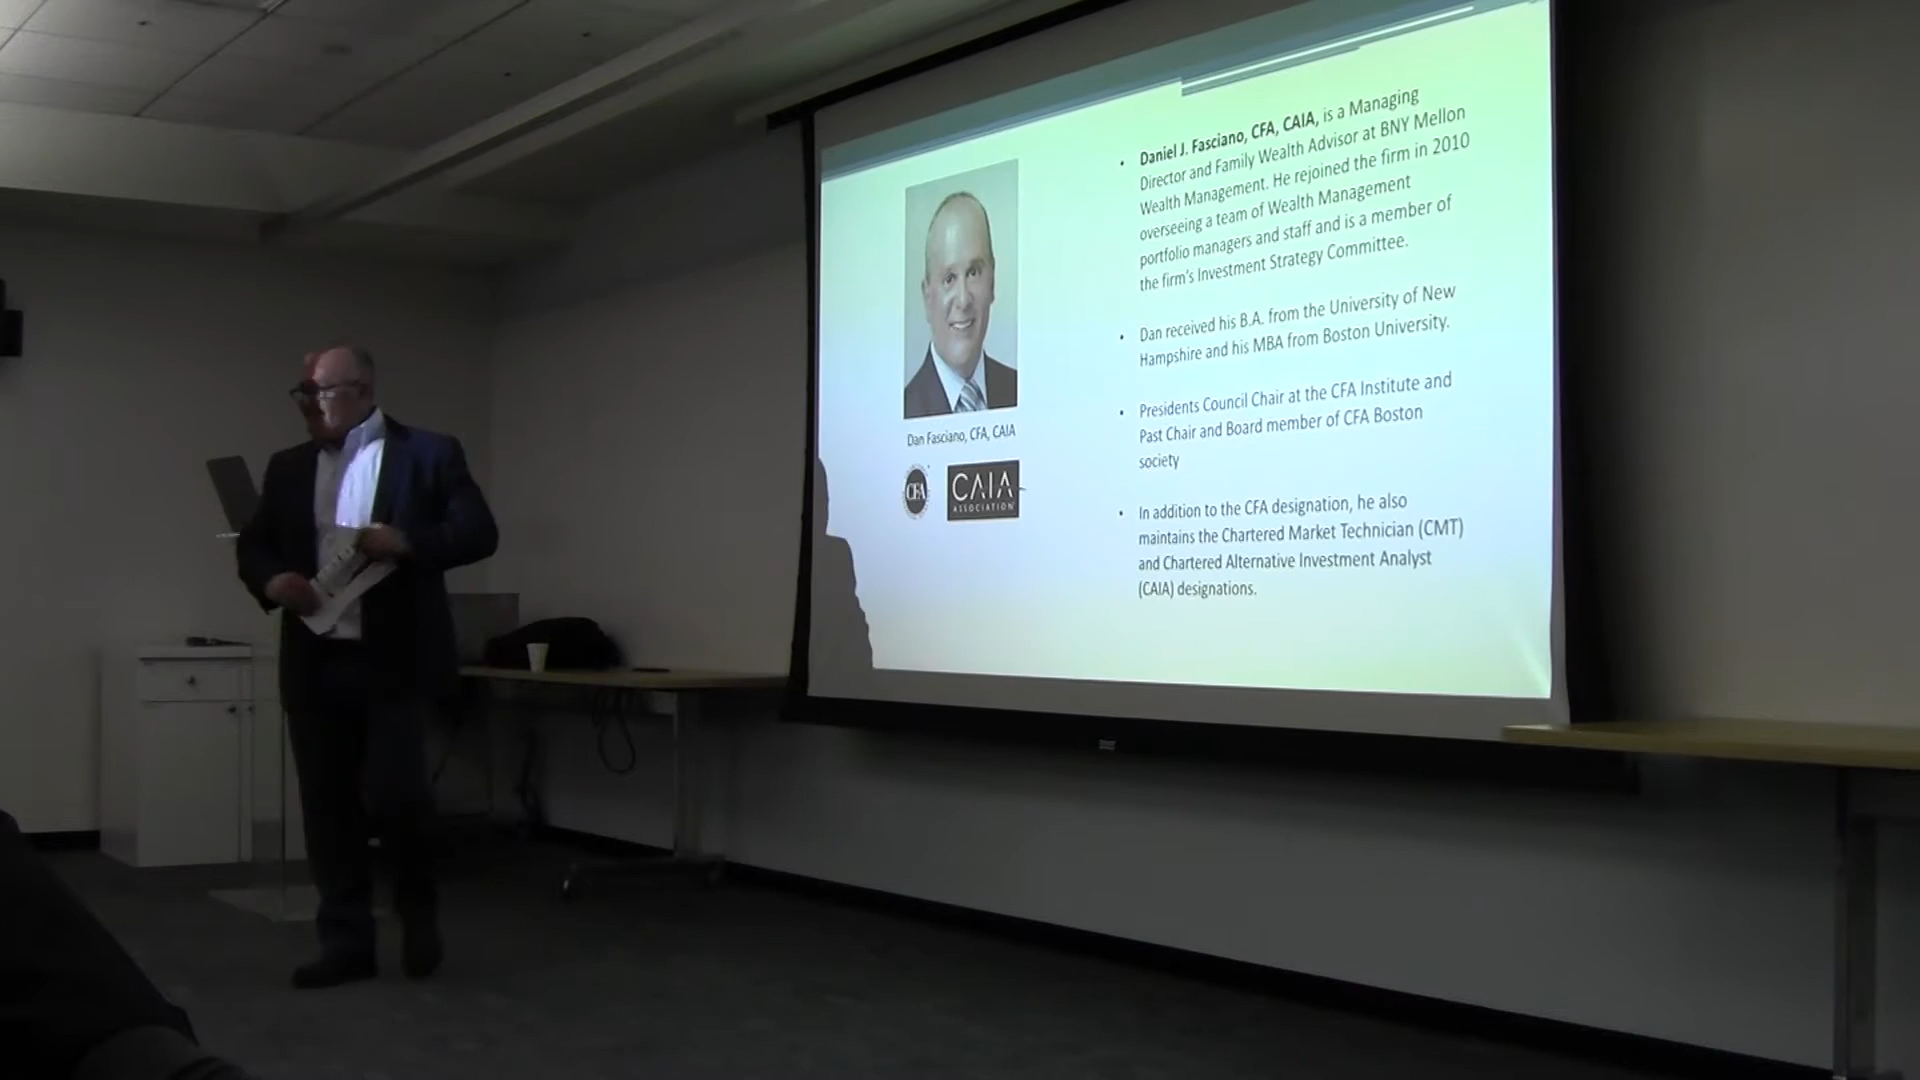 Daniel J. Fasciano, CFA, CAIA, is a Managing
Director and Family Wealth Advisor at BNY Mellon
Wealth Management. He rejoined the firm in 2010
overseeing a team of Wealth Management
portfolio managers and staff and is a member of
the firm's Investment Strategy Committee.
Dan received his B.A. from the University of New
Hampshire and his MBA from Boston University.
Presidents Council Chair at the CFA Institute and
Past Chair and Board member of CFA Boston
society
In addition to the CFA designation, he also
maintains the Chartered Market Technician (CMT)
and Chartered Alternative Investment Analyst
(CAIA) designations.
Dan Fasciano, CFA, CAIA
CFA
CAIA
ASSOCIATION